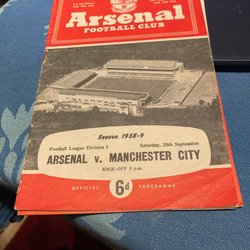 Arsenal
FOOTBALL CLUB
Season 1958-9
Football League Division I
Saturday, 20th September
ARSENAL v. MANCHESTER CITY
KICK-OFF 3 p.m.
OFFICIAL
6d
PROGRAMME